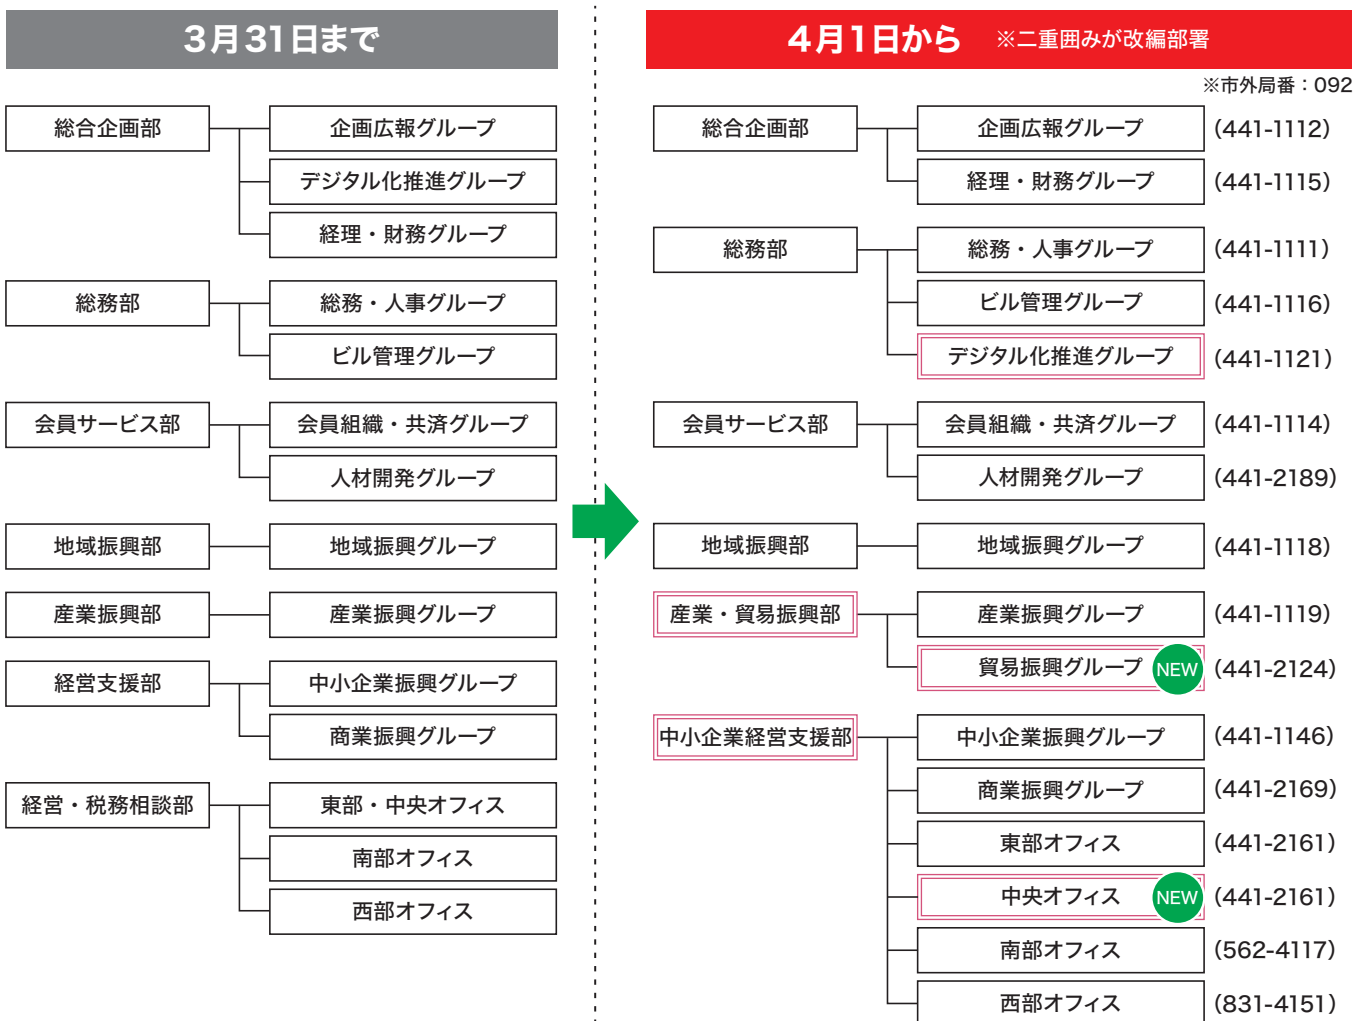 3月31日まで
総合企画部
企画広報グループ
デジタル化推進グループ
経理・財務グループ
総務部
総務・人事グループ
ビル管理グループ
会員サービス部
会員組織・共済グループ
人材開発グループ
地域振興部
地域振興グループ
産業振興部
産業振興グループ
経営支援部
中小企業振興グループ
商業振興グループ
経営・税務相談部
東部・中央オフィス
南部オフィス
西部オフィス
4月1日から ※二重囲みが改編部署
※市外局番：092
総合企画部
企画広報グループ (441-1112)
経理・財務グループ (441-1115)
総務部
総務・人事グループ (441-1111)
ビル管理グループ (441-1116)
デジタル化推進グループ (441-1121)
会員サービス部
会員組織・共済グループ (441-1114)
人材開発グループ (441-2189)
地域振興部
地域振興グループ (441-1118)
産業・貿易振興部
産業振興グループ (441-1119)
貿易振興グループ NEW (441-2124)
中小企業経営支援部
中小企業振興グループ (441-1146)
商業振興グループ (441-2169)
東部オフィス (441-2161)
中央オフィス NEW (441-2161)
南部オフィス (562-4117)
西部オフィス (831-4151)